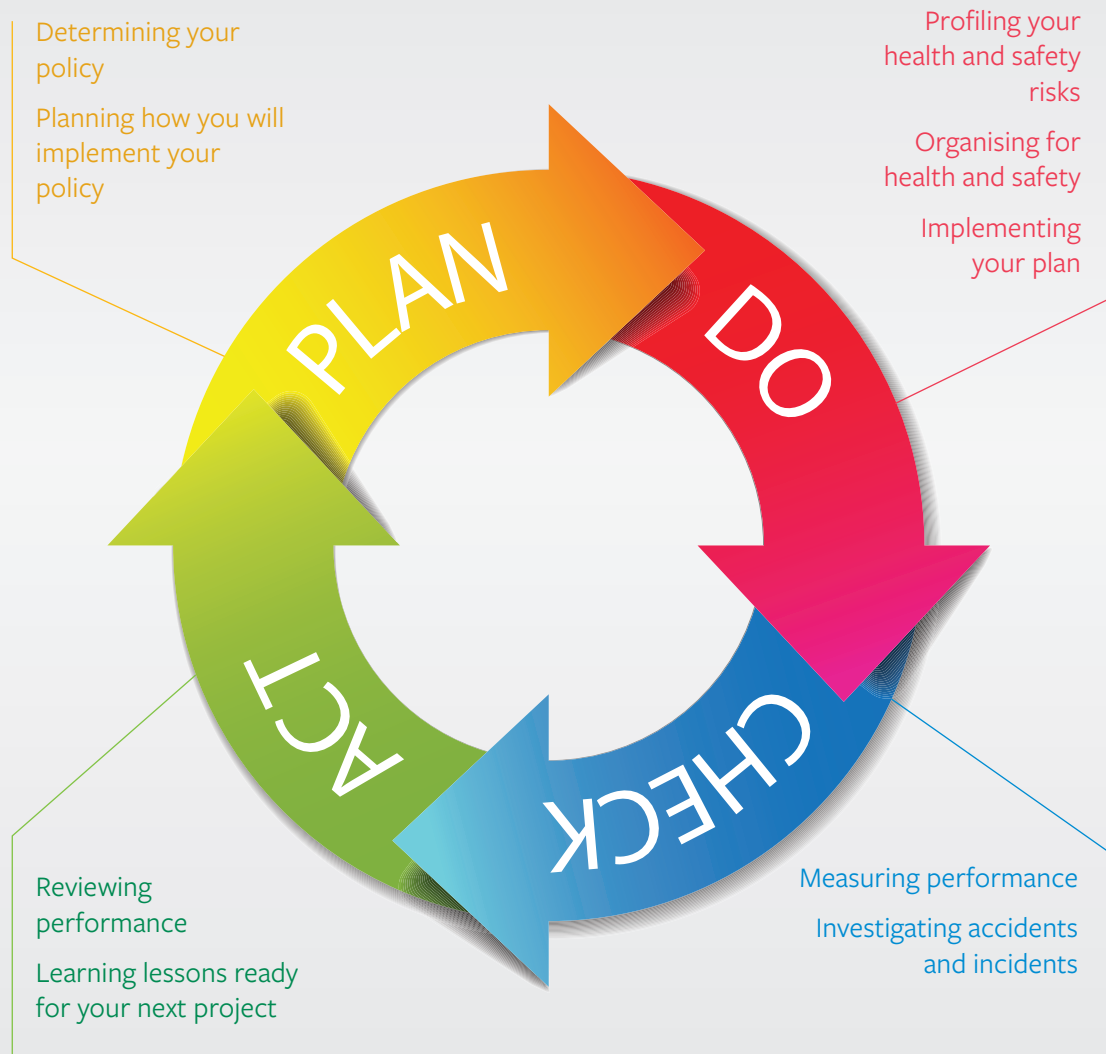 Determining your
policy
Planning how you will
implement your
policy
Profiling your
health and safety
risks
Organising for
health and safety
Implementing
your plan
PLAN
DO
CHECK
ACT
Measuring performance
Investigating accidents
and incidents
Reviewing
performance
Learning lessons ready
for your next project